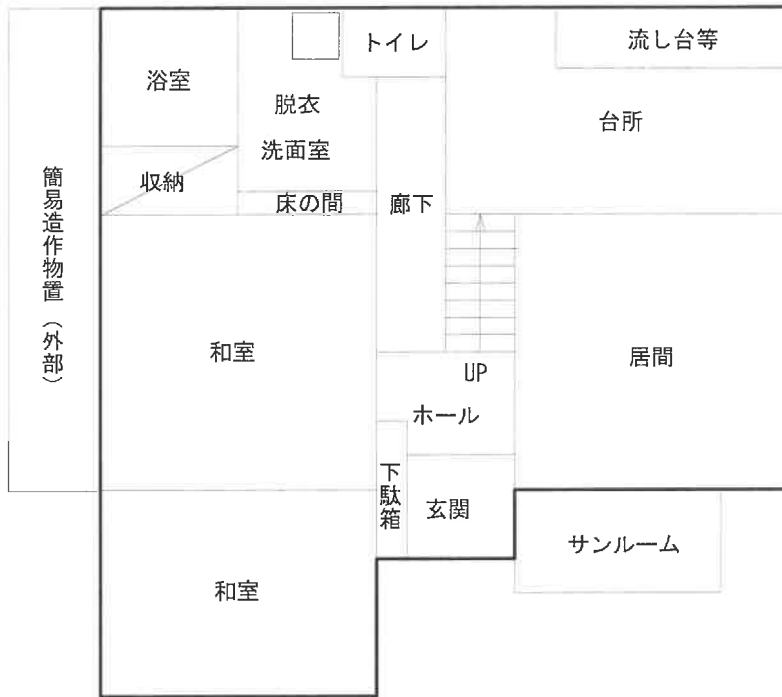 トイレ
流し台等
浴室
脱衣
洗面室
台所
簡易造作物置（外部）
収納
床の間
廊下
和室
居間
UP
ホール
下駄箱
玄関
サンルーム
和室